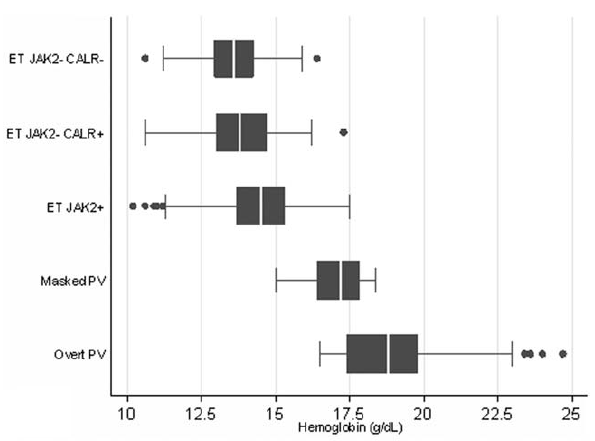 ET JAK2- CALR-
ET JAK2- CALR+
ET JAK2+
Masked PV
Overt PV
10 12.5 15 17.5 20 22.5 25
Hemoglobin (g/dL)